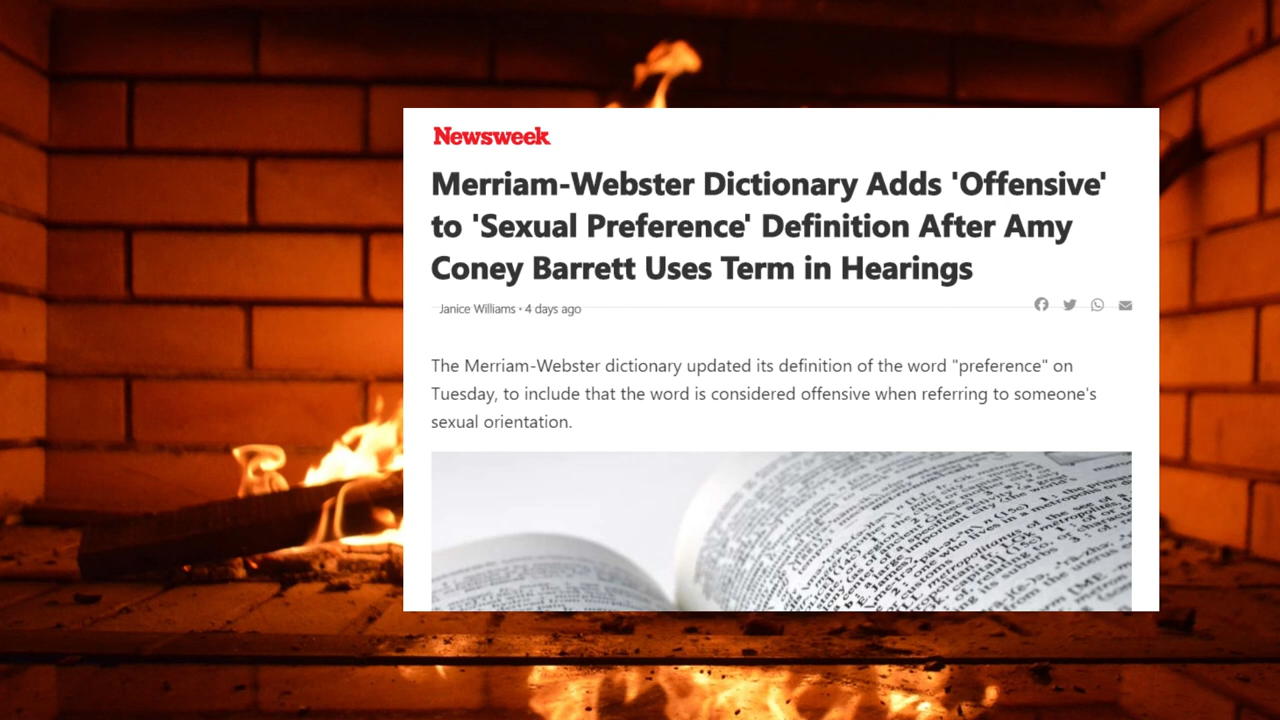 Newsweek
Merriam-Webster Dictionary Adds 'Offensive'
to 'Sexual Preference' Definition After Amy
Coney Barrett Uses Term in Hearings
Janice Williams • 4 days ago
The Merriam-Webster dictionary updated its definition of the word "preference" on
Tuesday, to include that the word is considered offensive when referring to someone's
sexual orientation.